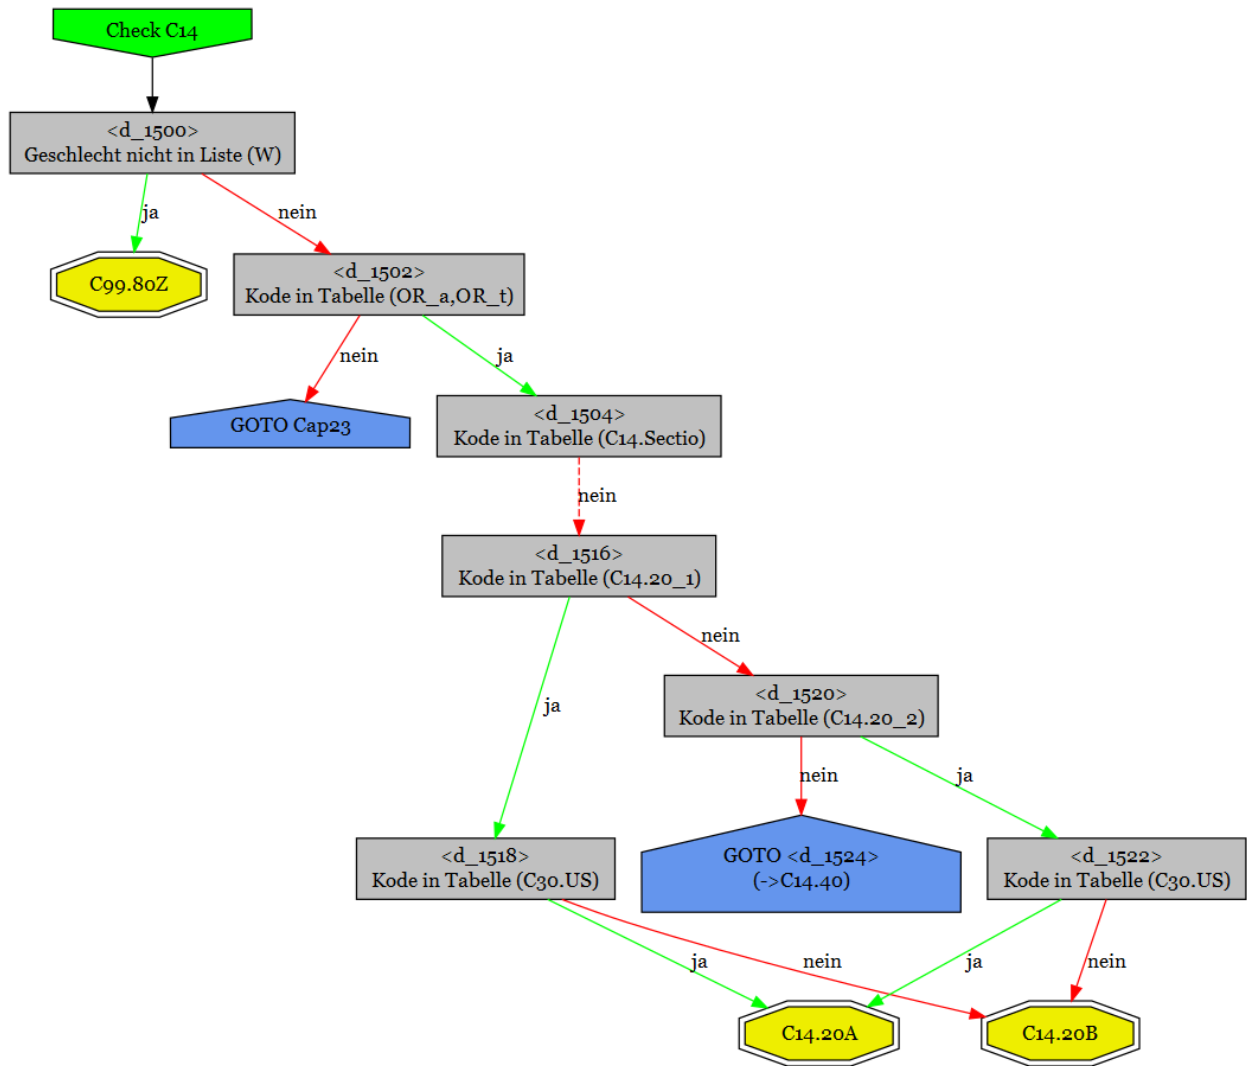 Check C14
<d_1500>
Geschlecht nicht in Liste (W)
ja
nein
C99.80Z
<d_1502>
Kode in Tabelle (OR_a,OR_t)
nein
ja
GOTO Cap23
<d_1504>
Kode in Tabelle (C14.Sectio)
nein
<d_1516>
Kode in Tabelle (C14.20_1)
nein
ja
<d_1520>
Kode in Tabelle (C14.20_2)
nein
ja
<d_1518>
Kode in Tabelle (C30.US)
GOTO <d_1524>
(->C14.40)
<d_1522>
Kode in Tabelle (C30.US)
ja
nein
ja
nein
C14.20A
C14.20B